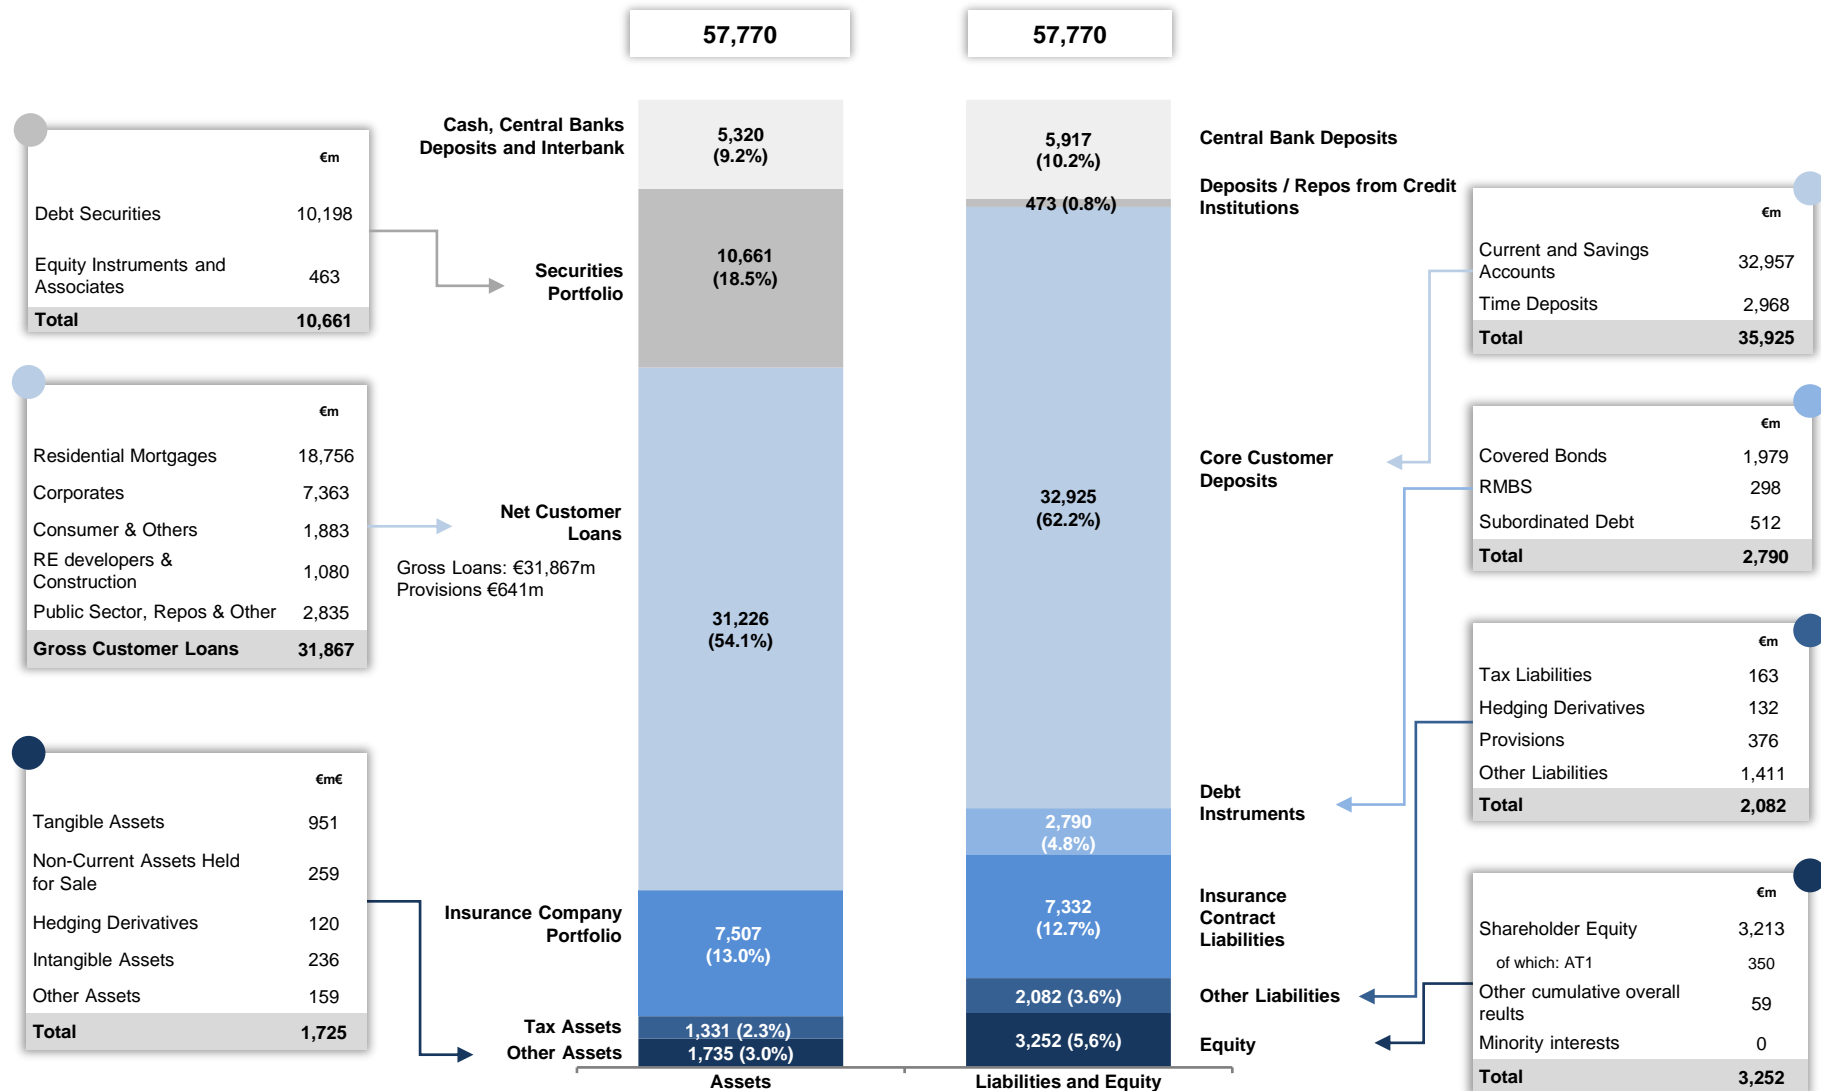 57,770
57,770
€m
Debt Securities 10,198
Equity Instruments and
Associates 463
Total 10,661
€m
Residential Mortgages 18,756
Corporates 7,363
Consumer & Others 1,883
RE developers &
Construction 1,080
Public Sector, Repos & Other 2,835
Gross Customer Loans 31,867
€m€
Tangible Assets 951
Non-Current Assets Held
for Sale 259
Hedging Derivatives 120
Intangible Assets 236
Other Assets 159
Total 1,725
Cash, Central Banks
Deposits and Interbank
Securities
Portfolio
Net Customer
Loans
Gross Loans: €31,867m
Provisions €641m
Insurance Company
Portfolio
Tax Assets
Other Assets
5,320
(9.2%)
10,661
(18.5%)
31,226
(54.1%)
7,507
(13.0%)
1,331 (2.3%)
1,735 (3.0%)
Assets
5,917
(10.2%)
473 (0.8%)
32,925
(62.2%)
2,790
(4.8%)
7,332
(12.7%)
2,082 (3.6%)
3,252 (5,6%)
Liabilities and Equity
Central Bank Deposits
Deposits / Repos from Credit
Institutions
Core Customer
Deposits
Debt
Instruments
Insurance
Contract
Liabilities
Other Liabilities
Equity
€m
Current and Savings
Accounts 32,957
Time Deposits 2,968
Total 35,925
€m
Covered Bonds 1,979
RMBS 298
Subordinated Debt 512
Total 2,790
€m
Tax Liabilities 163
Hedging Derivatives 132
Provisions 376
Other Liabilities 1,411
Total 2,082
€m
Shareholder Equity 3,213
of which: AT1 350
Other cumulative overall
reults 59
Minority interests 0
Total 3,252